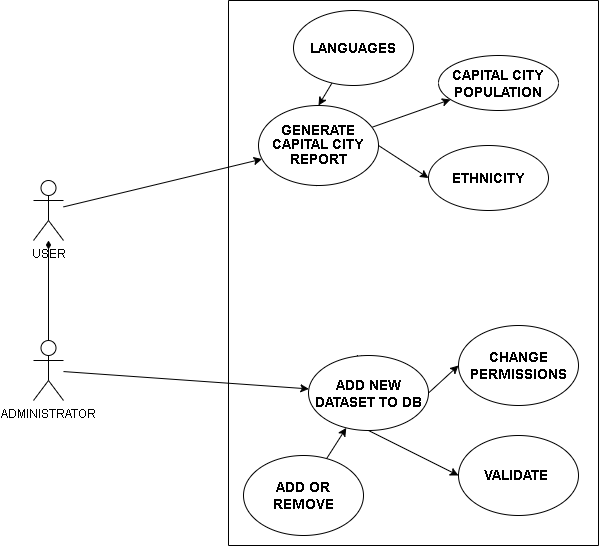 LANGUAGES
CAPITAL CITY
POPULATION
GENERATE
CAPITAL CITY
REPORT
ETHNICITY
USER
ADMINISTRATOR
CHANGE
PERMISSIONS
ADD NEW
DATASET TO DB
VALIDATE
ADD OR
REMOVE